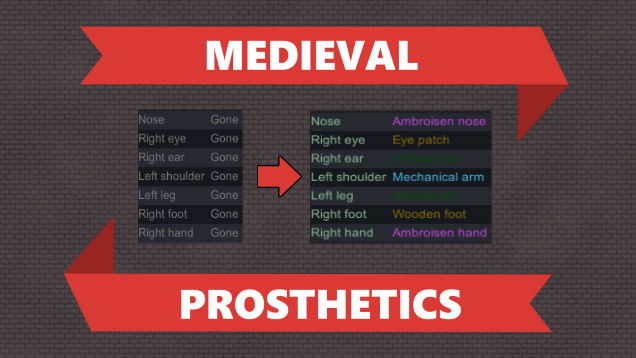 MEDIEVAL
Nose Gone
Right eye Gone
Right ear Gone
Left shoulder Gone
Left leg Gone
Right foot Gone
Right hand Gone
Nose Ambroisen nose
Right eye Eye patch
Right ear
Left shoulder Mechanical arm
Left leg
Right foot Wooden foot
Right hand Ambroisen hand
PROSTHETICS